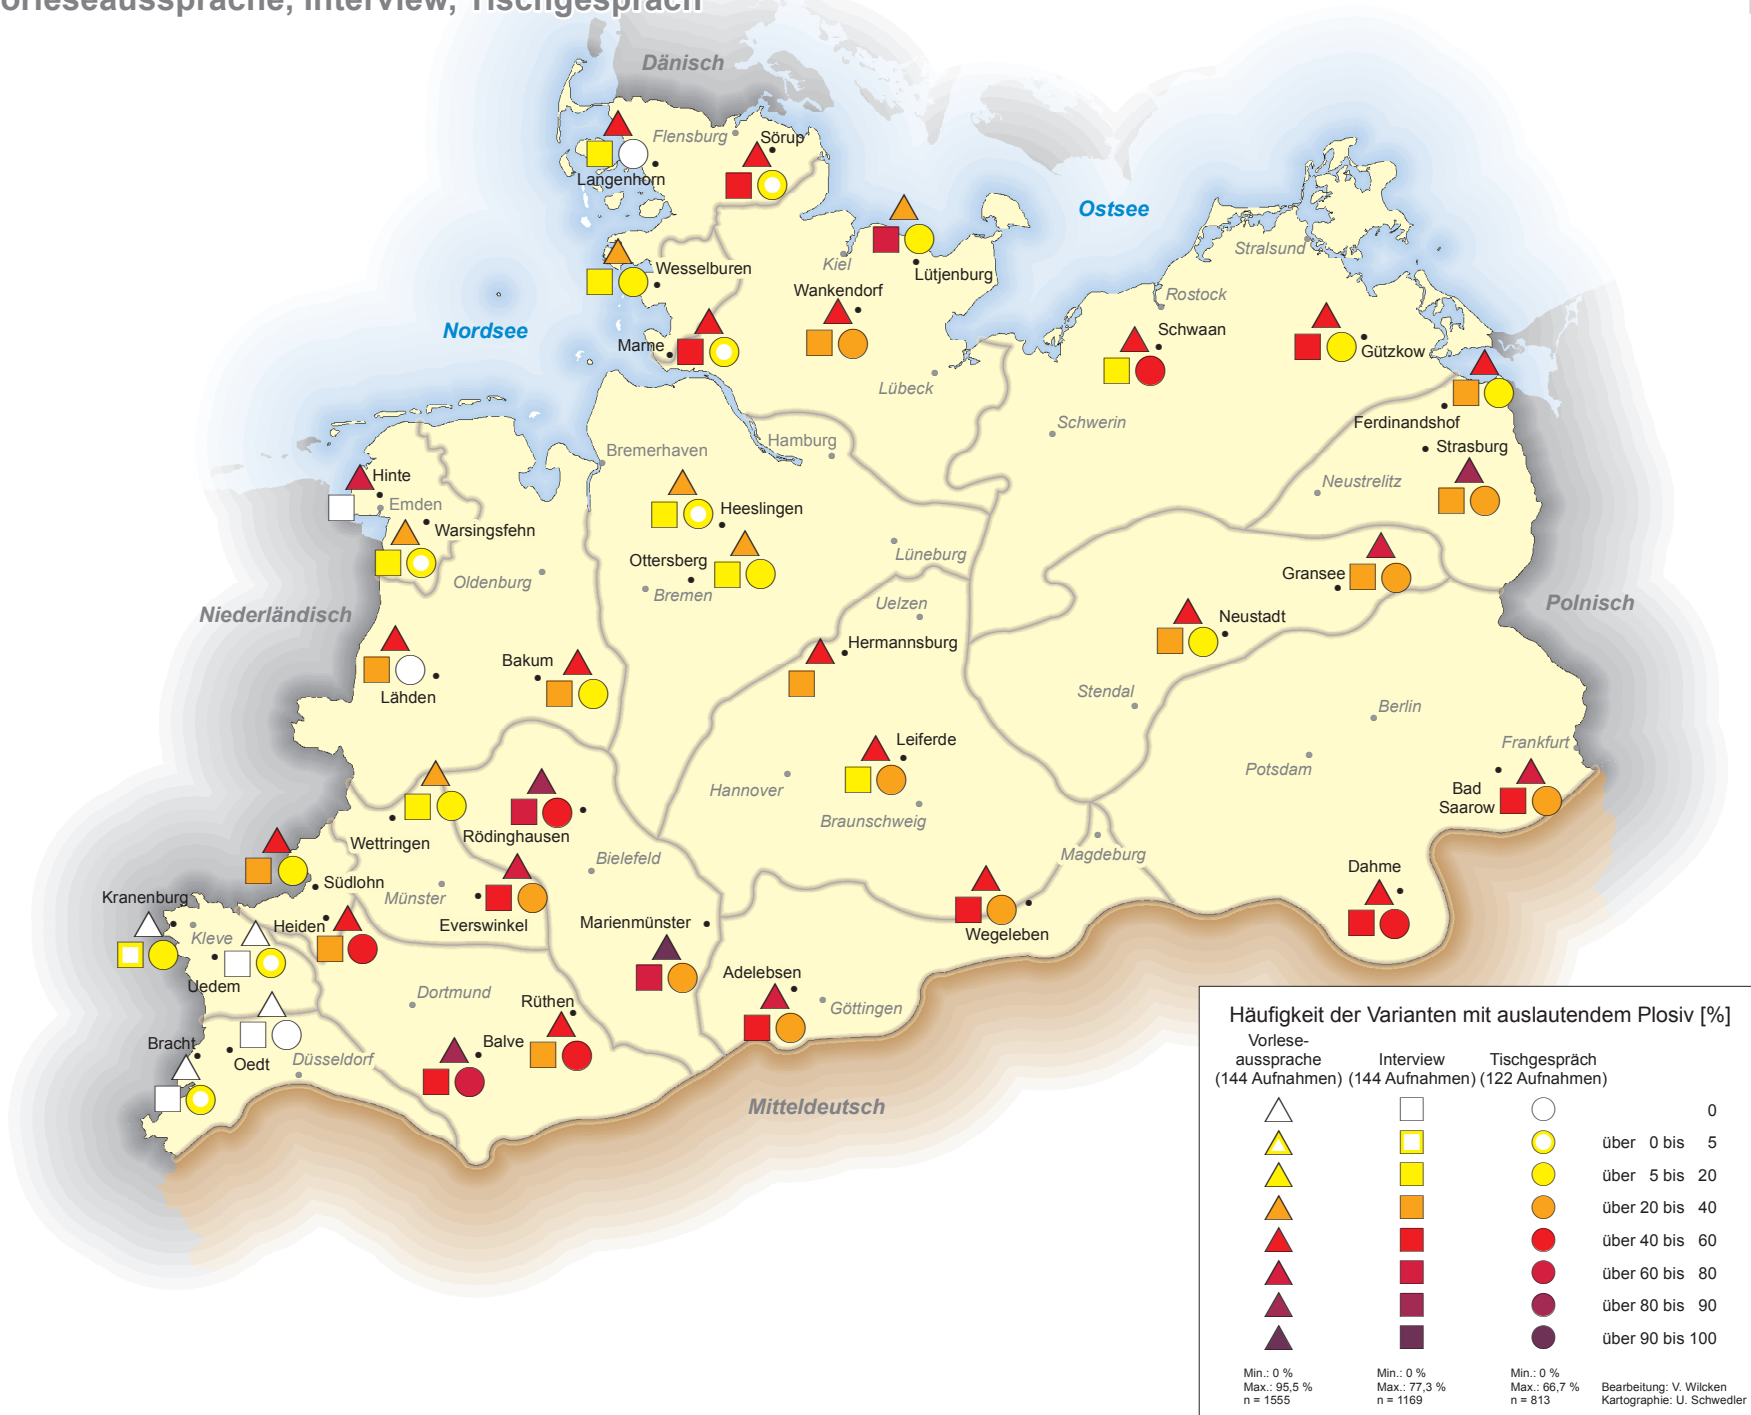 orleseaussprache, Interview, Tischgespräch
Dänisch
Flensburg
Sörup
Langenhorn
Ostsee
Stralsund
Kiel
Wesselburen
Lütjenburg
Wankendorf
Rostock
Nordsee
Schwaan
Marne
Gützkow
Lübeck
Ferdinandshof
Schwerin
Hamburg
Bremerhaven
Strasburg
Hinte
Neustrelitz
Emden
Heeslingen
Warsingsfehn
Lüneburg
Ottersberg
Oldenburg
Gransee
Bremen
Uelzen
Niederländisch
Polnisch
Neustadt
Hermannsburg
Bakum
Stendal
Lähden
Berlin
Leiferde
Frankfurt
Potsdam
Hannover
Bad
Saarow
Braunschweig
Rödinghausen
Wettringen
Magdeburg
Bielefeld
Dahme
Südlohn
Kranenburg
Münster
Heiden
Everswinkel
Marienmünster
Wegeleben
Kleve
Adelebsen
Uedem
Dortmund
Rüthen
Göttingen
Bracht
Balve
Oedt
Düsseldorf
Mitteldeutsch
Häufigkeit der Varianten mit auslautendem Plosiv [%]
Vorlese-
aussprache Interview Tischgespräch
(144 Aufnahmen) (144 Aufnahmen) (122 Aufnahmen)
0
über 0 bis 5
über 5 bis 20
über 20 bis 40
über 40 bis 60
über 60 bis 80
über 80 bis 90
über 90 bis 100
Min.: 0 % Min.: 0 % Min.: 0 %
Max.: 95,5 % Max.: 77,3 % Max.: 66,7 % Bearbeitung: V. Wilcken
n = 1555 n = 1169 n = 813 Kartographie: U. Schwedler